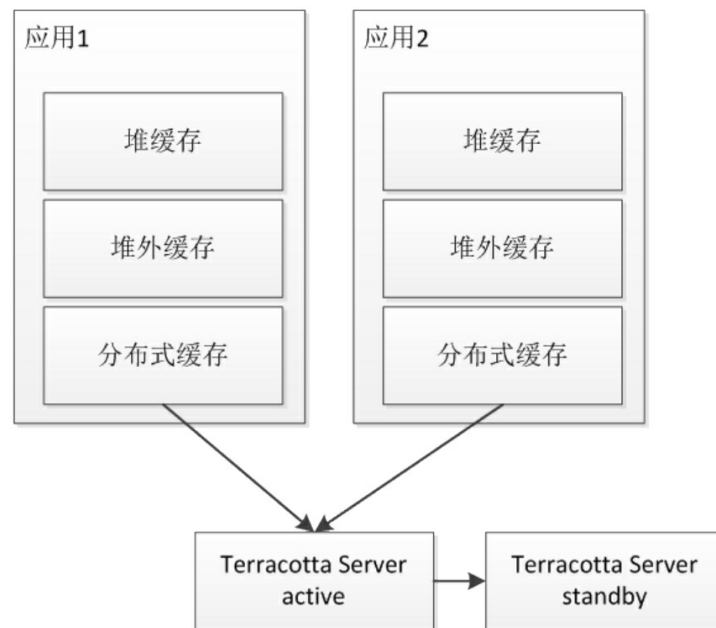 应用1
堆缓存
堆外缓存
分布式缓存
应用2
堆缓存
堆外缓存
分布式缓存
Terracotta Server
active
Terracotta Server
standby